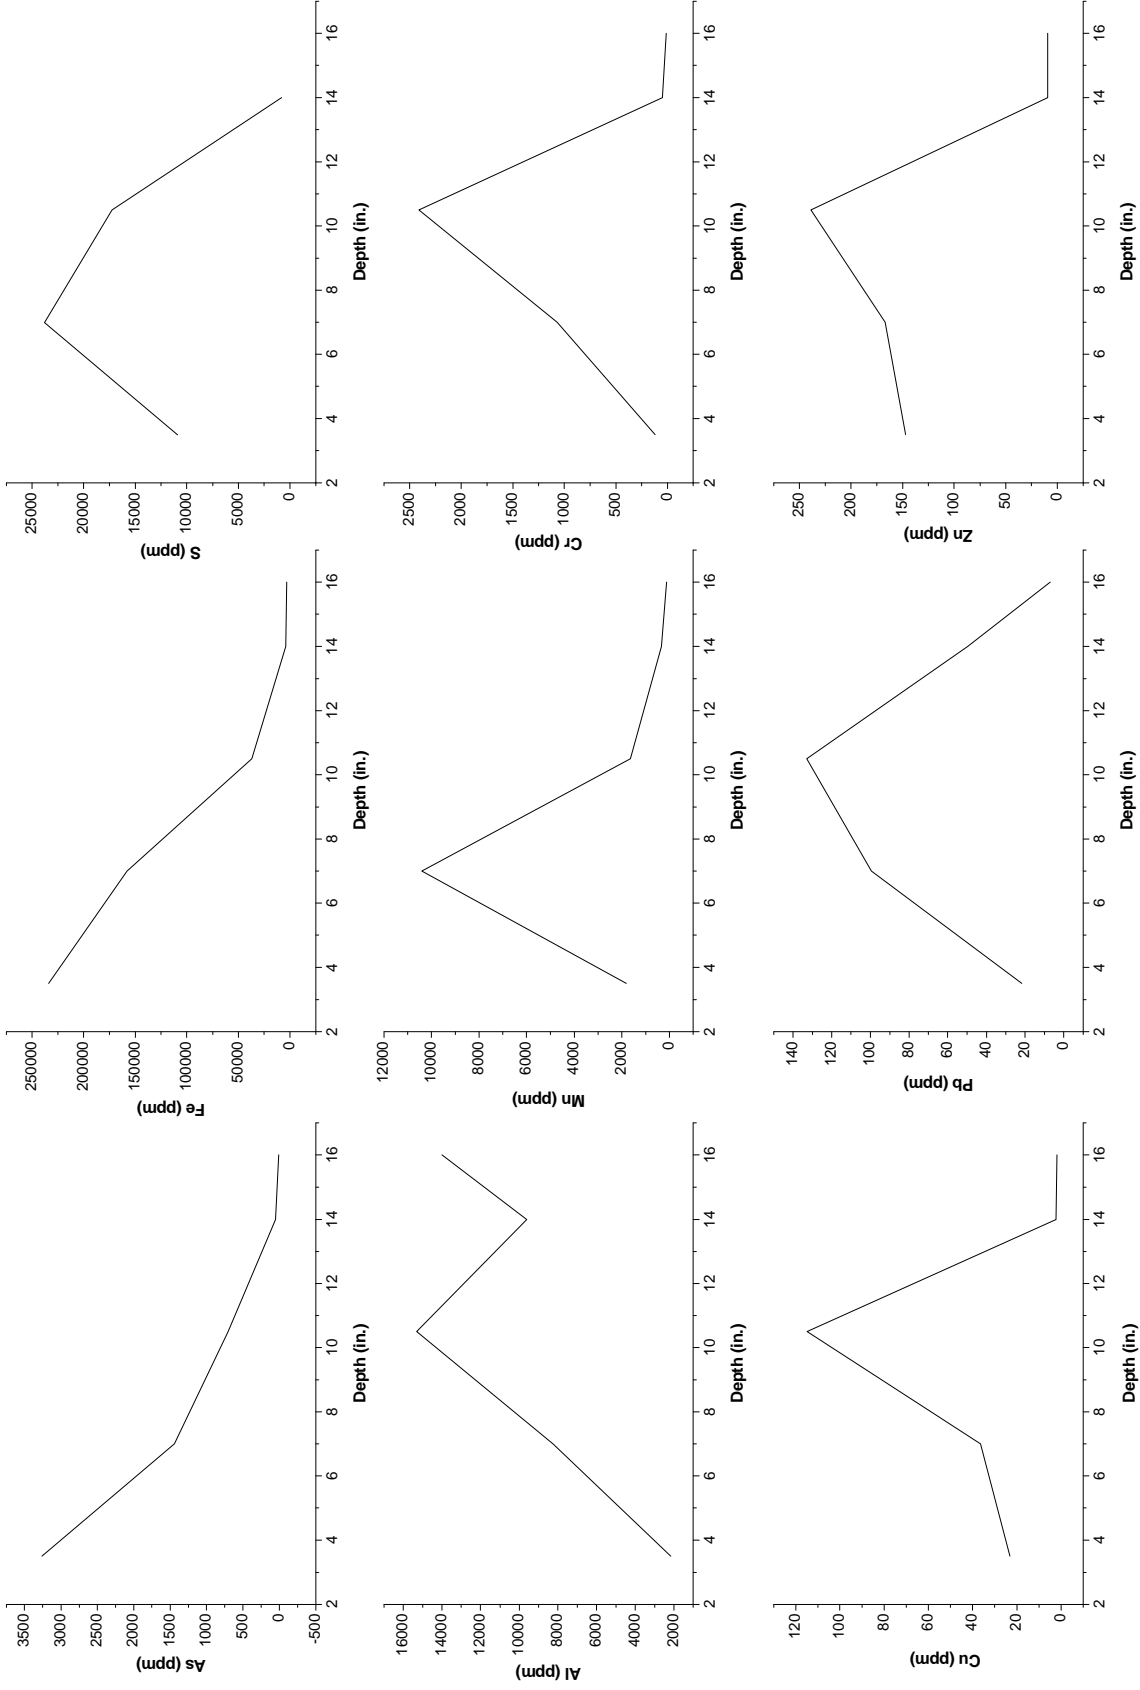 As (ppm)
3500
3000
2500
2000
1500
1000
500
0
-500
2 4 6 8 10 12 14 16
Depth (in.)
Fe (ppm)
250000
200000
150000
100000
50000
0
2 4 6 8 10 12 14 16
Depth (in.)
S (ppm)
25000
20000
15000
10000
5000
0
2 4 6 8 10 12 14 16
Depth (in.)
Al (ppm)
16000
14000
12000
10000
8000
6000
4000
2000
2 4 6 8 10 12 14 16
Depth (in.)
Mn (ppm)
12000
10000
8000
6000
4000
2000
0
2 4 6 8 10 12 14 16
Depth (in.)
Cr (ppm)
2500
2000
1500
1000
500
0
2 4 6 8 10 12 14 16
Depth (in.)
Cu (ppm)
120
100
80
60
40
20
0
2 4 6 8 10 12 14 16
Depth (in.)
Pb (ppm)
140
120
100
80
60
40
20
0
2 4 6 8 10 12 14 16
Depth (in.)
Zn (ppm)
250
200
150
100
50
0
2 4 6 8 10 12 14 16
Depth (in.)